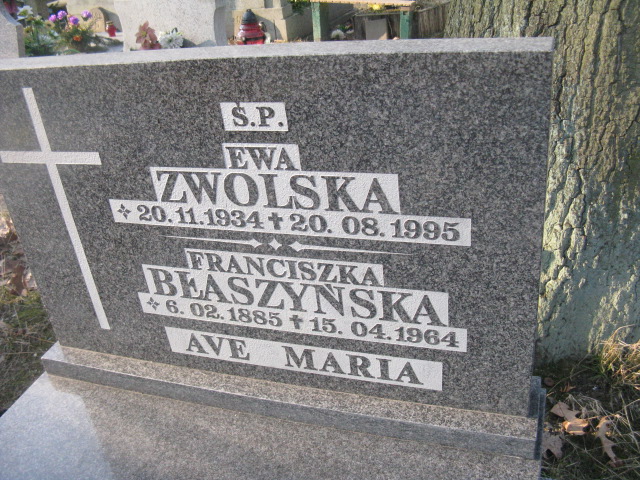 Ś.P.
EWA
ZWOLSKA
✣ 20.11.1934 ✝ 20.08.1995
FRANCISZKA
BŁASZYŃSKA
✣ 6.02.1885 ✝ 15.04.1964
AVE MARIA